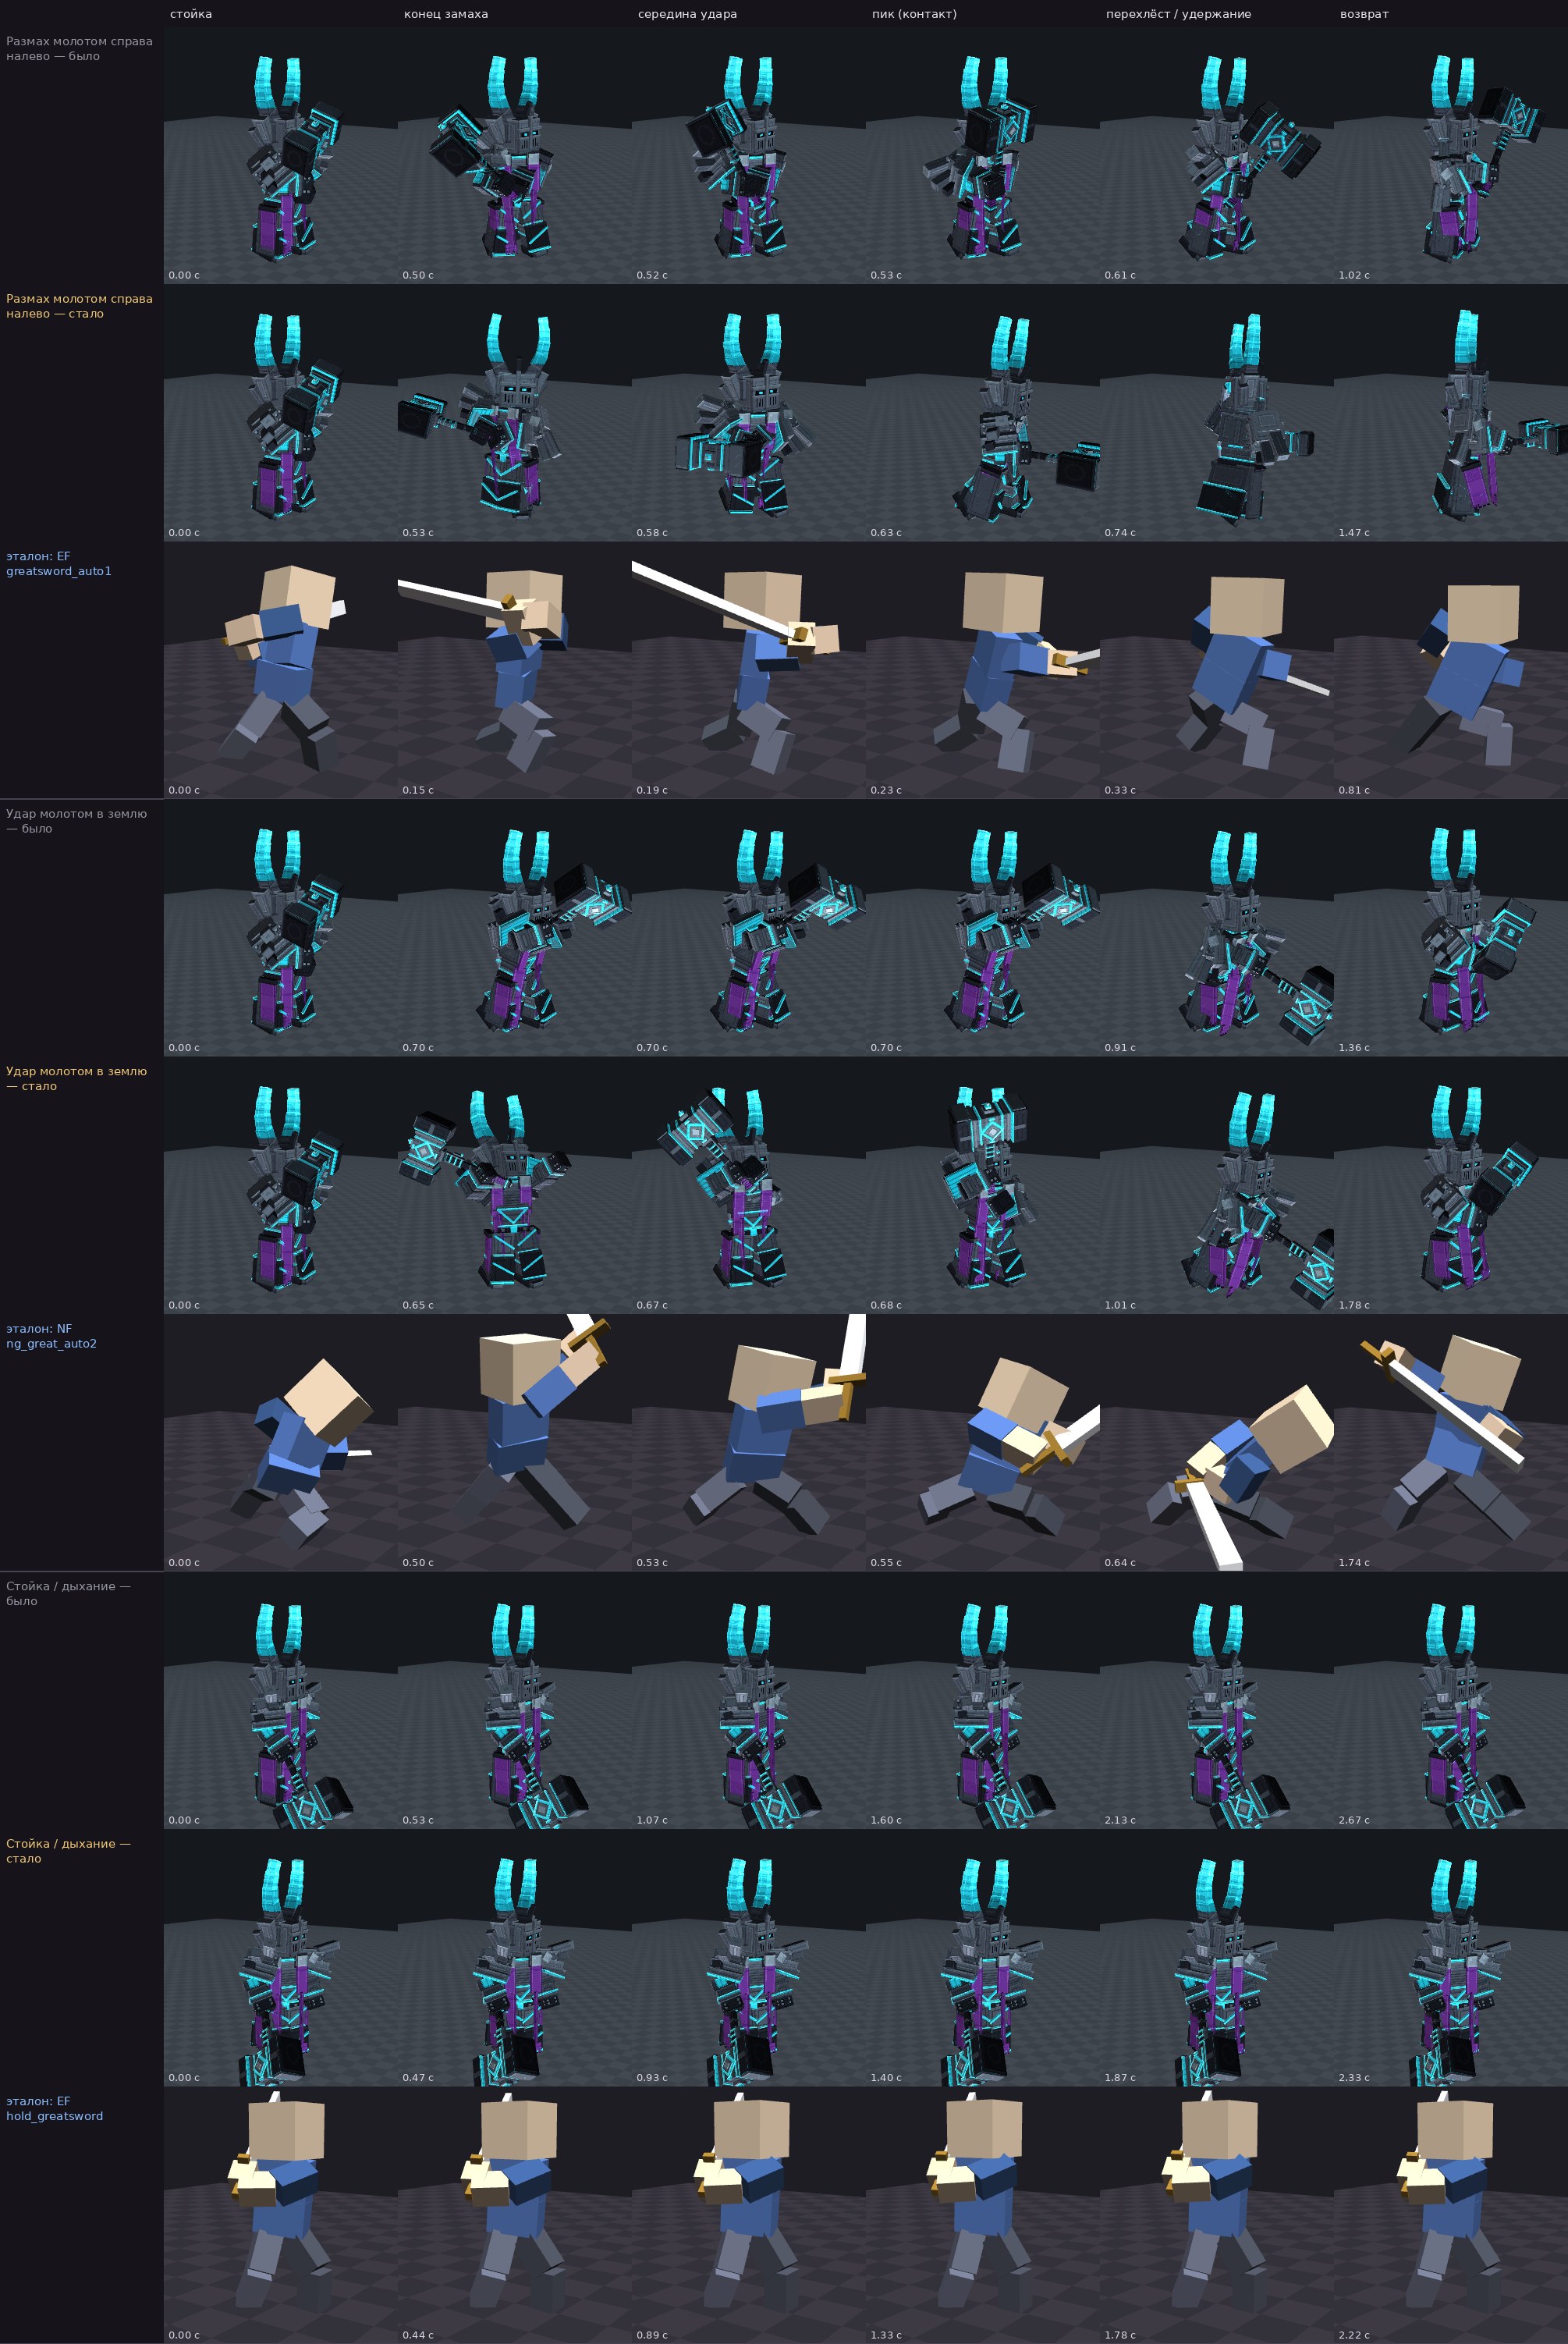 стойка конец замаха середина удара пик (контакт) перехлёст / удержание возврат
Размах молотом справа
налево — было
0.00 с 0.50 с 0.52 с 0.53 с 0.61 с 1.02 с
Размах молотом справа
налево — стало
0.00 с 0.53 с 0.58 с 0.63 с 0.74 с 1.47 с
эталон: EF
greatsword_auto1
0.00 с 0.15 с 0.19 с 0.23 с 0.33 с 0.81 с
Удар молотом в землю
— было
0.00 с 0.70 с 0.70 с 0.70 с 0.91 с 1.36 с
Удар молотом в землю
— стало
0.00 с 0.65 с 0.67 с 0.68 с 1.01 с 1.78 с
эталон: NF
ng_great_auto2
0.00 с 0.50 с 0.53 с 0.55 с 0.64 с 1.74 с
Стойка / дыхание —
было
0.00 с 0.53 с 1.07 с 1.60 с 2.13 с 2.67 с
Стойка / дыхание —
стало
0.00 с 0.47 с 0.93 с 1.40 с 1.87 с 2.33 с
эталон: EF
hold_greatsword
0.00 с 0.44 с 0.89 с 1.33 с 1.78 с 2.22 с